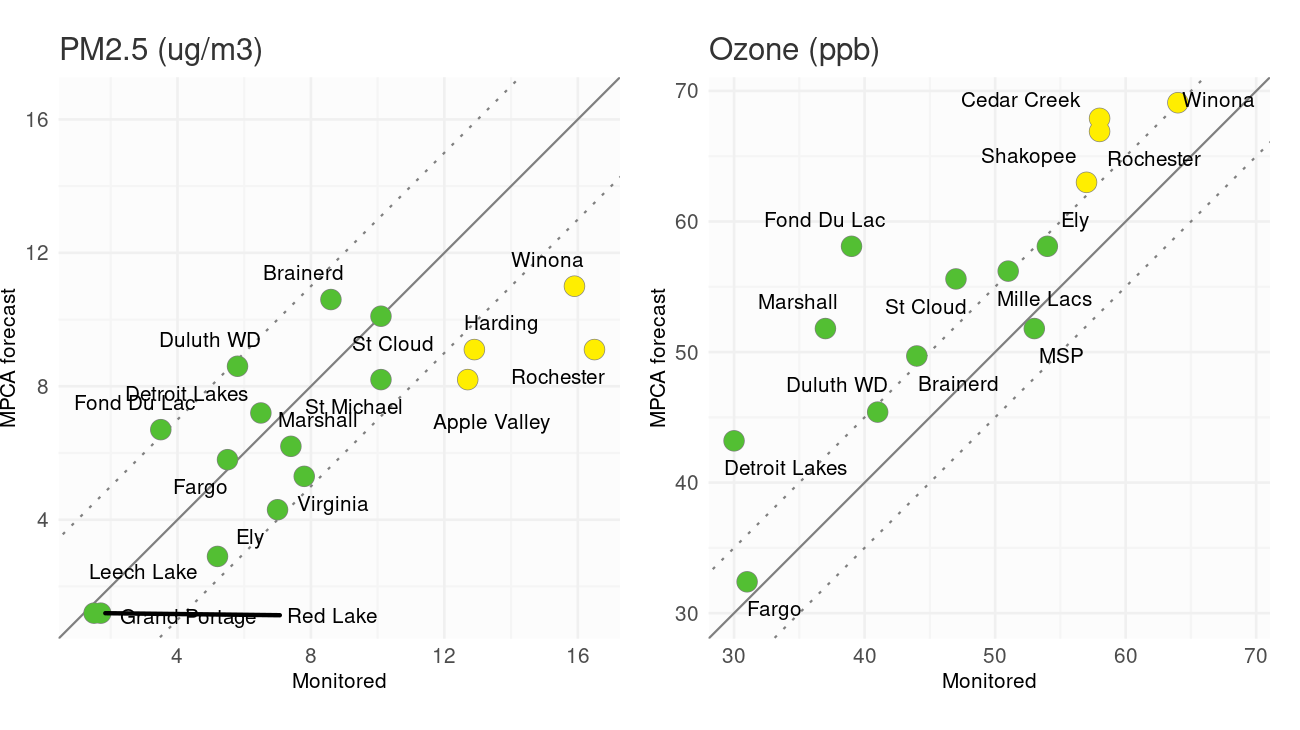 PM2.5 (ug/m3)
16
12
8
4
MPCA forecast
Winona
Brainerd
Harding
Duluth WD
St Cloud
Rochester
Detroit Lakes
Fond Du Lac
St Michael
Marshall
Apple Valley
Fargo
Virginia
Ely
Leech Lake
Grand Portage
Red Lake
4
8
12
16
Monitored
Ozone (ppb)
70
60
50
40
30
MPCA forecast
Cedar Creek
Winona
Shakopee
Rochester
Fond Du Lac
Ely
Marshall
St Cloud
Mille Lacs
MSP
Duluth WD
Brainerd
Detroit Lakes
Fargo
30
40
50
60
70
Monitored